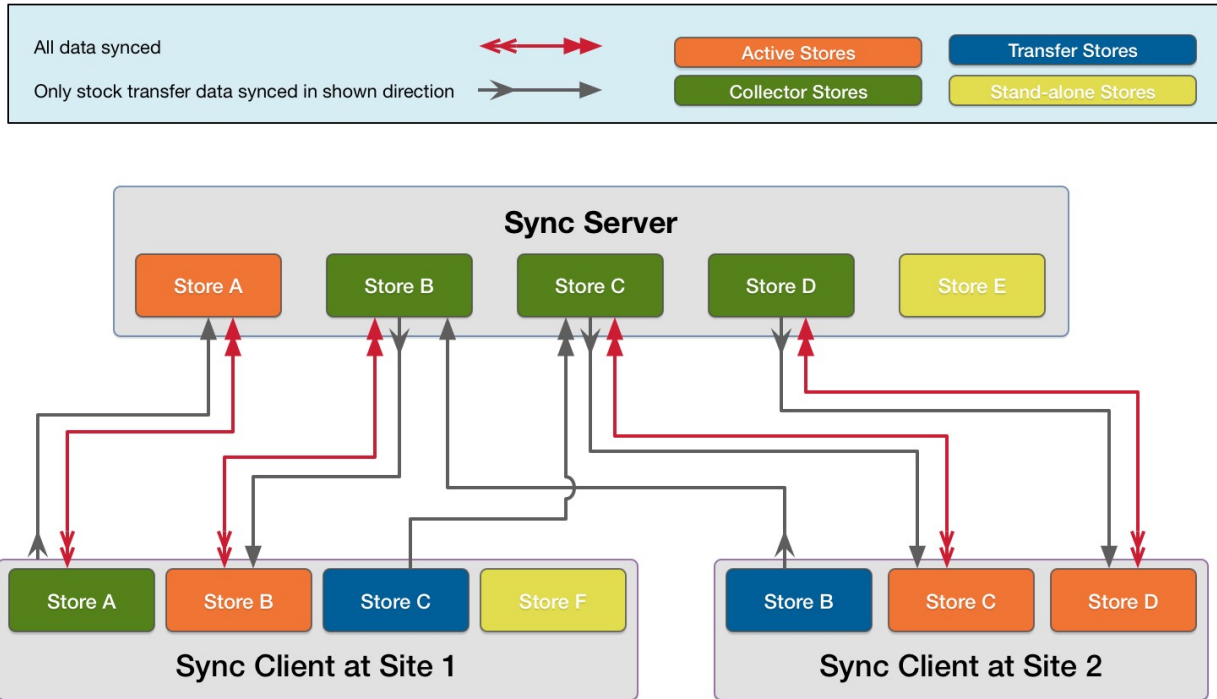 All data synced
Only stock transfer data synced in shown direction
Active Stores
Transfer Stores
Collector Stores
Stand-alone Stores
Sync Server
Store A
Store B
Store C
Store D
Store E
Store A
Store B
Store C
Store F
Sync Client at Site 1
Store B
Store C
Store D
Sync Client at Site 2